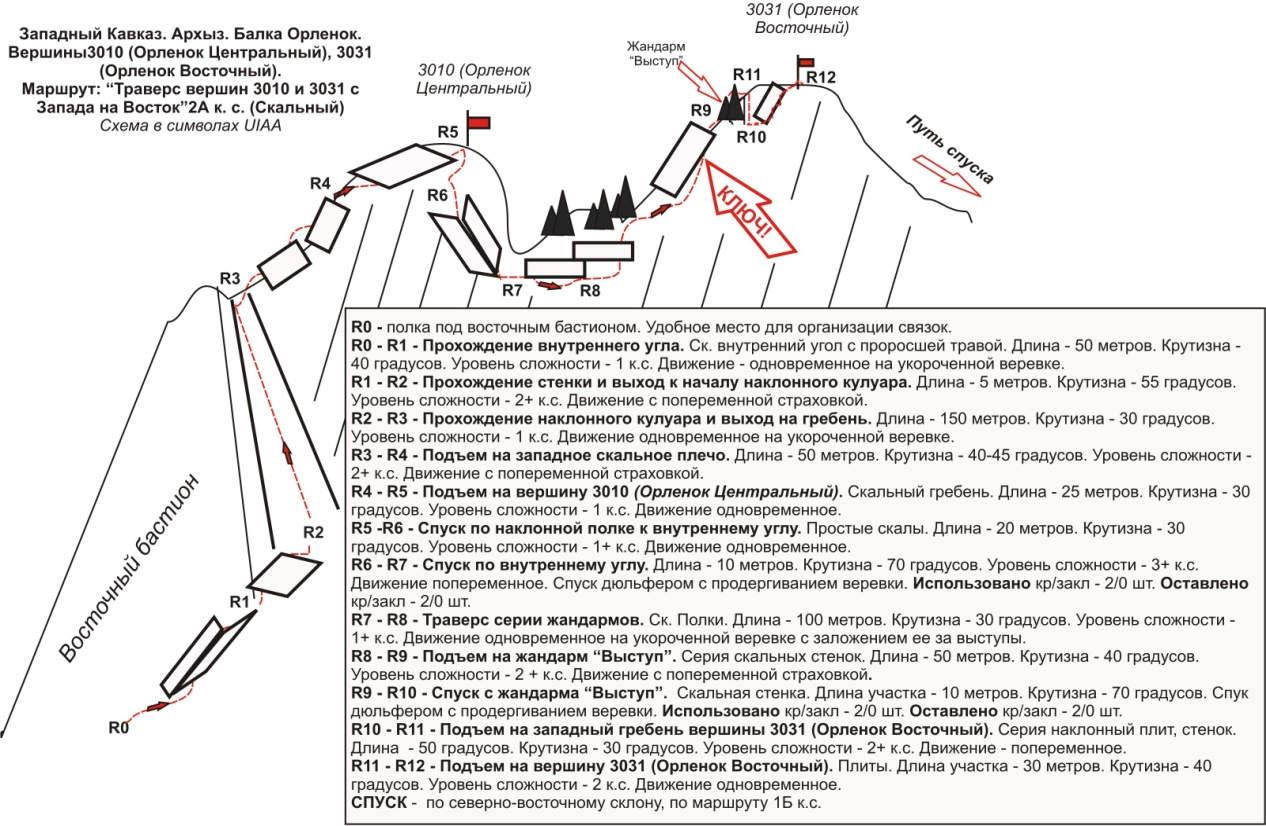 Западный Кавказ. Архыз. Балка Орленок.
Вершины3010 (Орленок Центральный), 3031
(Орленок Восточный).
Маршрут: “Траверс вершин 3010 и 3031 с
Запада на Восток”2А к. с. (Скальный)
Схема в символах UIAA
3010 (Орленок
Центральный)
3031 (Орленок
Восточный)
Жандарм
“Выступ”
R11
R12
R9
R10
R5
R4
R6
Путь спуска
КЛЮЧ!
R3
R7
R8
R2
R1
Восточный бастион
R0
R0 - полка под восточным бастионом. Удобное место для организации связок.
R0 - R1 - Прохождение внутреннего угла. Ск. внутренний угол с проросшей травой. Длина - 50 метров. Крутизна -
40 градусов. Уровень сложности - 1 к.с. Движение - одновременное на укороченной веревке.
R1 - R2 - Прохождение стенки и выход к началу наклонного кулуара. Длина - 5 метров. Крутизна - 55 градусов.
Уровень сложности - 2+ к.с. Движение с попеременной страховкой.
R2 - R3 - Прохождение наклонного кулуара и выход на гребень. Длина - 150 метров. Крутизна - 30 градусов.
Уровень сложности - 1 к.с. Движение одновременное на укороченной веревке.
R3 - R4 - Подъем на западное скальное плечо. Длина - 50 метров. Крутизна - 40-45 градусов. Уровень сложности -
2+ к.с. Движение с попеременной страховкой.
R4 - R5 - Подъем на вершину 3010 (Орленок Центральный). Скальный гребень. Длина - 25 метров. Крутизна - 30
градусов. Уровень сложности - 1 к.с. Движение одновременное.
R5 -R6 - Спуск по наклонной полке к внутреннему углу. Простые скалы. Длина - 20 метров. Крутизна - 30
градусов. Уровень сложности - 1+ к.с. Движение одновременное.
R6 - R7 - Спуск по внутреннему углу. Длина - 10 метров. Крутизна - 70 градусов. Уровень сложности - 3+ к.с.
Движение попеременное. Спуск дюльфером с продергиванием веревки. Использовано кр/закл - 2/0 шт. Оставлено
кр/закл - 2/0 шт.
R7 - R8 - Траверс серии жандармов. Ск. Полки. Длина - 100 метров. Крутизна - 30 градусов. Уровень сложности -
1+ к.с. Движение одновременное на укороченной веревке с заложением ее за выступы.
R8 - R9 - Подъем на жандарм “Выступ”. Серия скальных стенок. Длина - 50 метров. Крутизна - 40 градусов.
Уровень сложности - 2 + к.с. Движение с попеременной страховкой.
R9 - R10 - Спуск с жандарма “Выступ”. Скальная стенка. Длина участка - 10 метров. Крутизна - 70 градусов. Спук
дюльфером с продергиванием веревки. Использовано кр/закл - 2/0 шт. Оставлено кр/закл - 2/0 шт.
R10 - R11 - Подъем на западный гребень вершины 3031 (Орленок Восточный). Серия наклонный плит, стенок.
Длина - 50 градусов. Крутизна - 30 градусов. Уровень сложности - 2+ к.с. Движение - попеременное.
R11 - R12 - Подъем на вершину 3031 (Орленок Восточный). Плиты. Длина участка - 30 метров. Крутизна - 40
градусов. Уровень сложности - 2 к.с. Движение одновременное.
СПУСК - по северно-восточному склону, по маршруту 1Б к.с.